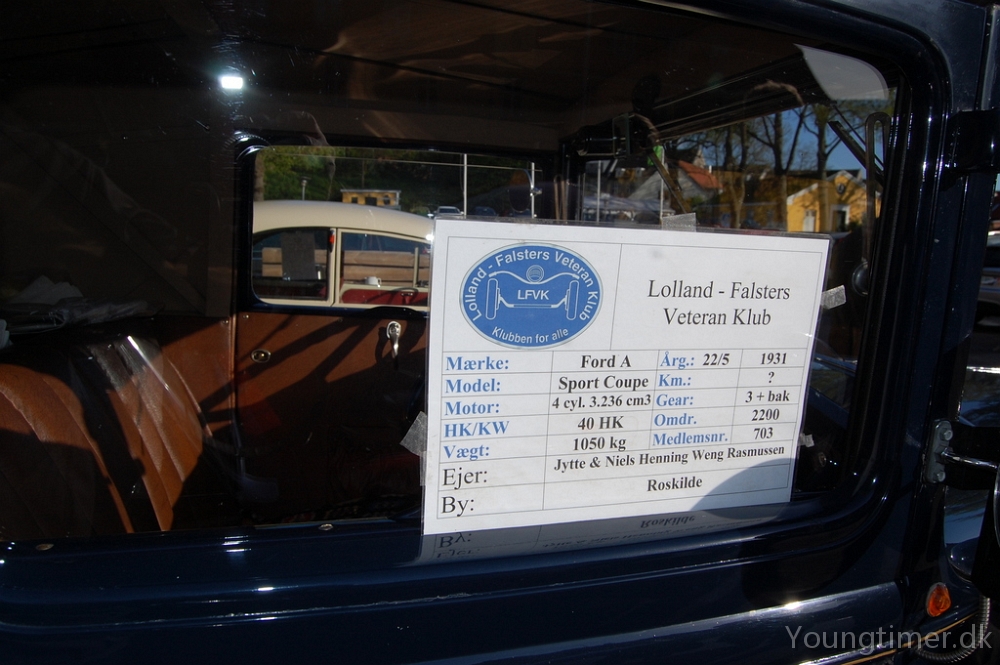 Lolland - Falsters Veteran Klub
LFVK
Klubben for alle
Lolland - Falsters
Veteran Klub
Mærke: Ford A Årg.: 22/5 1931
Model: Sport Coupe Km.: ?
Motor: 4 cyl. 3.236 cm3 Gear: 3 + bak
HK/KW 40 HK Omdr. 2200
Vægt: 1050 kg Medlemsnr. 703
Ejer: Jytte & Niels Henning Weng Rasmussen
By: Roskilde
Youngtimer.dk